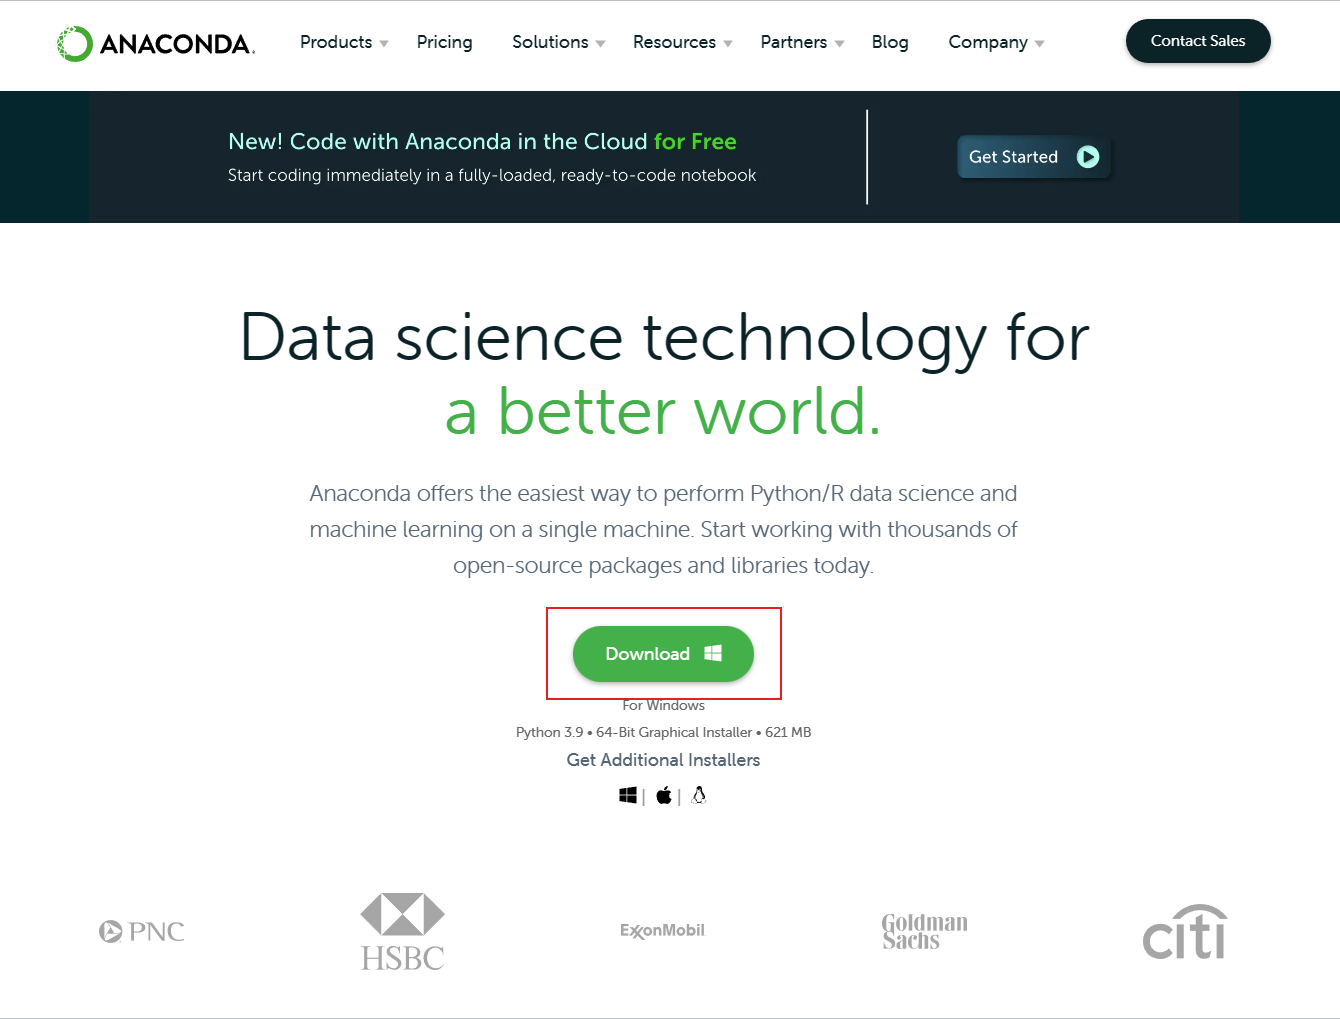 ANACONDA.
Products Pricing Solutions Resources Partners Blog Company Contact Sales
New! Code with Anaconda in the Cloud for Free
Start coding immediately in a fully-loaded, ready-to-code notebook
Get Started
Data science technology for
a better world.
Anaconda offers the easiest way to perform Python/R data science and
machine learning on a single machine. Start working with thousands of
open-source packages and libraries today.
Download
For Windows
Python 3.9 • 64-Bit Graphical Installer • 621 MB
Get Additional Installers
| |
PNC
HSBC
ExxonMobil
Goldman
Sachs
citi